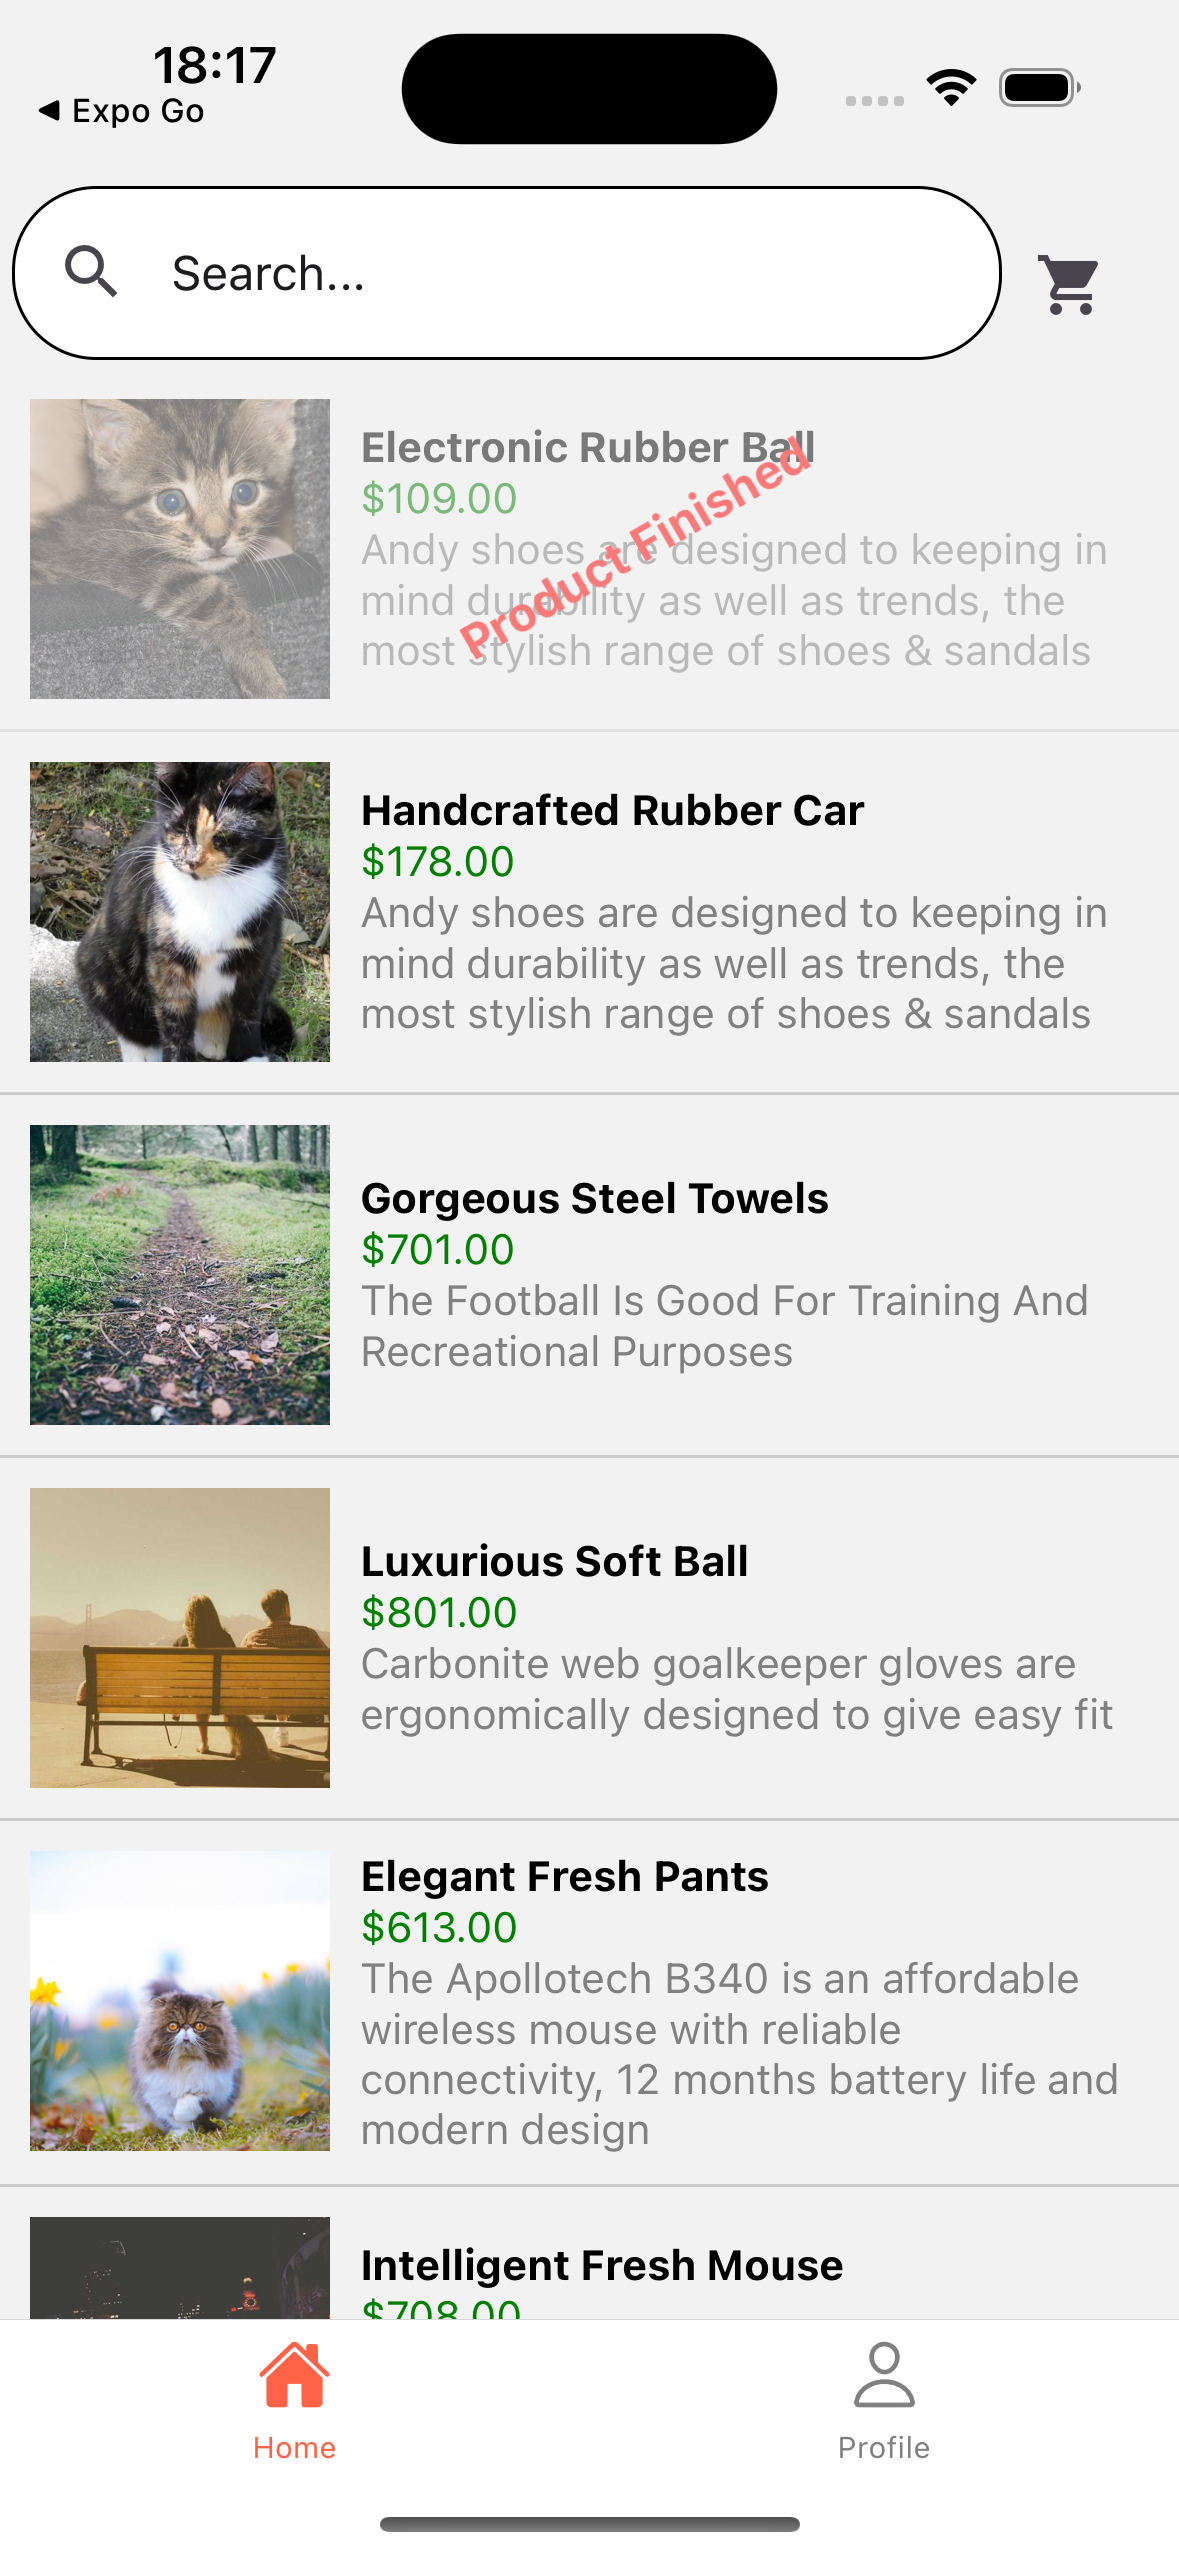 18:17
◀ Expo Go
Search...
Electronic Rubber Ball
$109.00
Andy shoes are designed to keeping in
mind durability as well as trends, the
most stylish range of shoes & sandals
Product Finished
Handcrafted Rubber Car
$178.00
Andy shoes are designed to keeping in
mind durability as well as trends, the
most stylish range of shoes & sandals
Gorgeous Steel Towels
$701.00
The Football Is Good For Training And
Recreational Purposes
Luxurious Soft Ball
$801.00
Carbonite web goalkeeper gloves are
ergonomically designed to give easy fit
Elegant Fresh Pants
$613.00
The Apollotech B340 is an affordable
wireless mouse with reliable
connectivity, 12 months battery life and
modern design
Intelligent Fresh Mouse
$708.00
Home
Profile